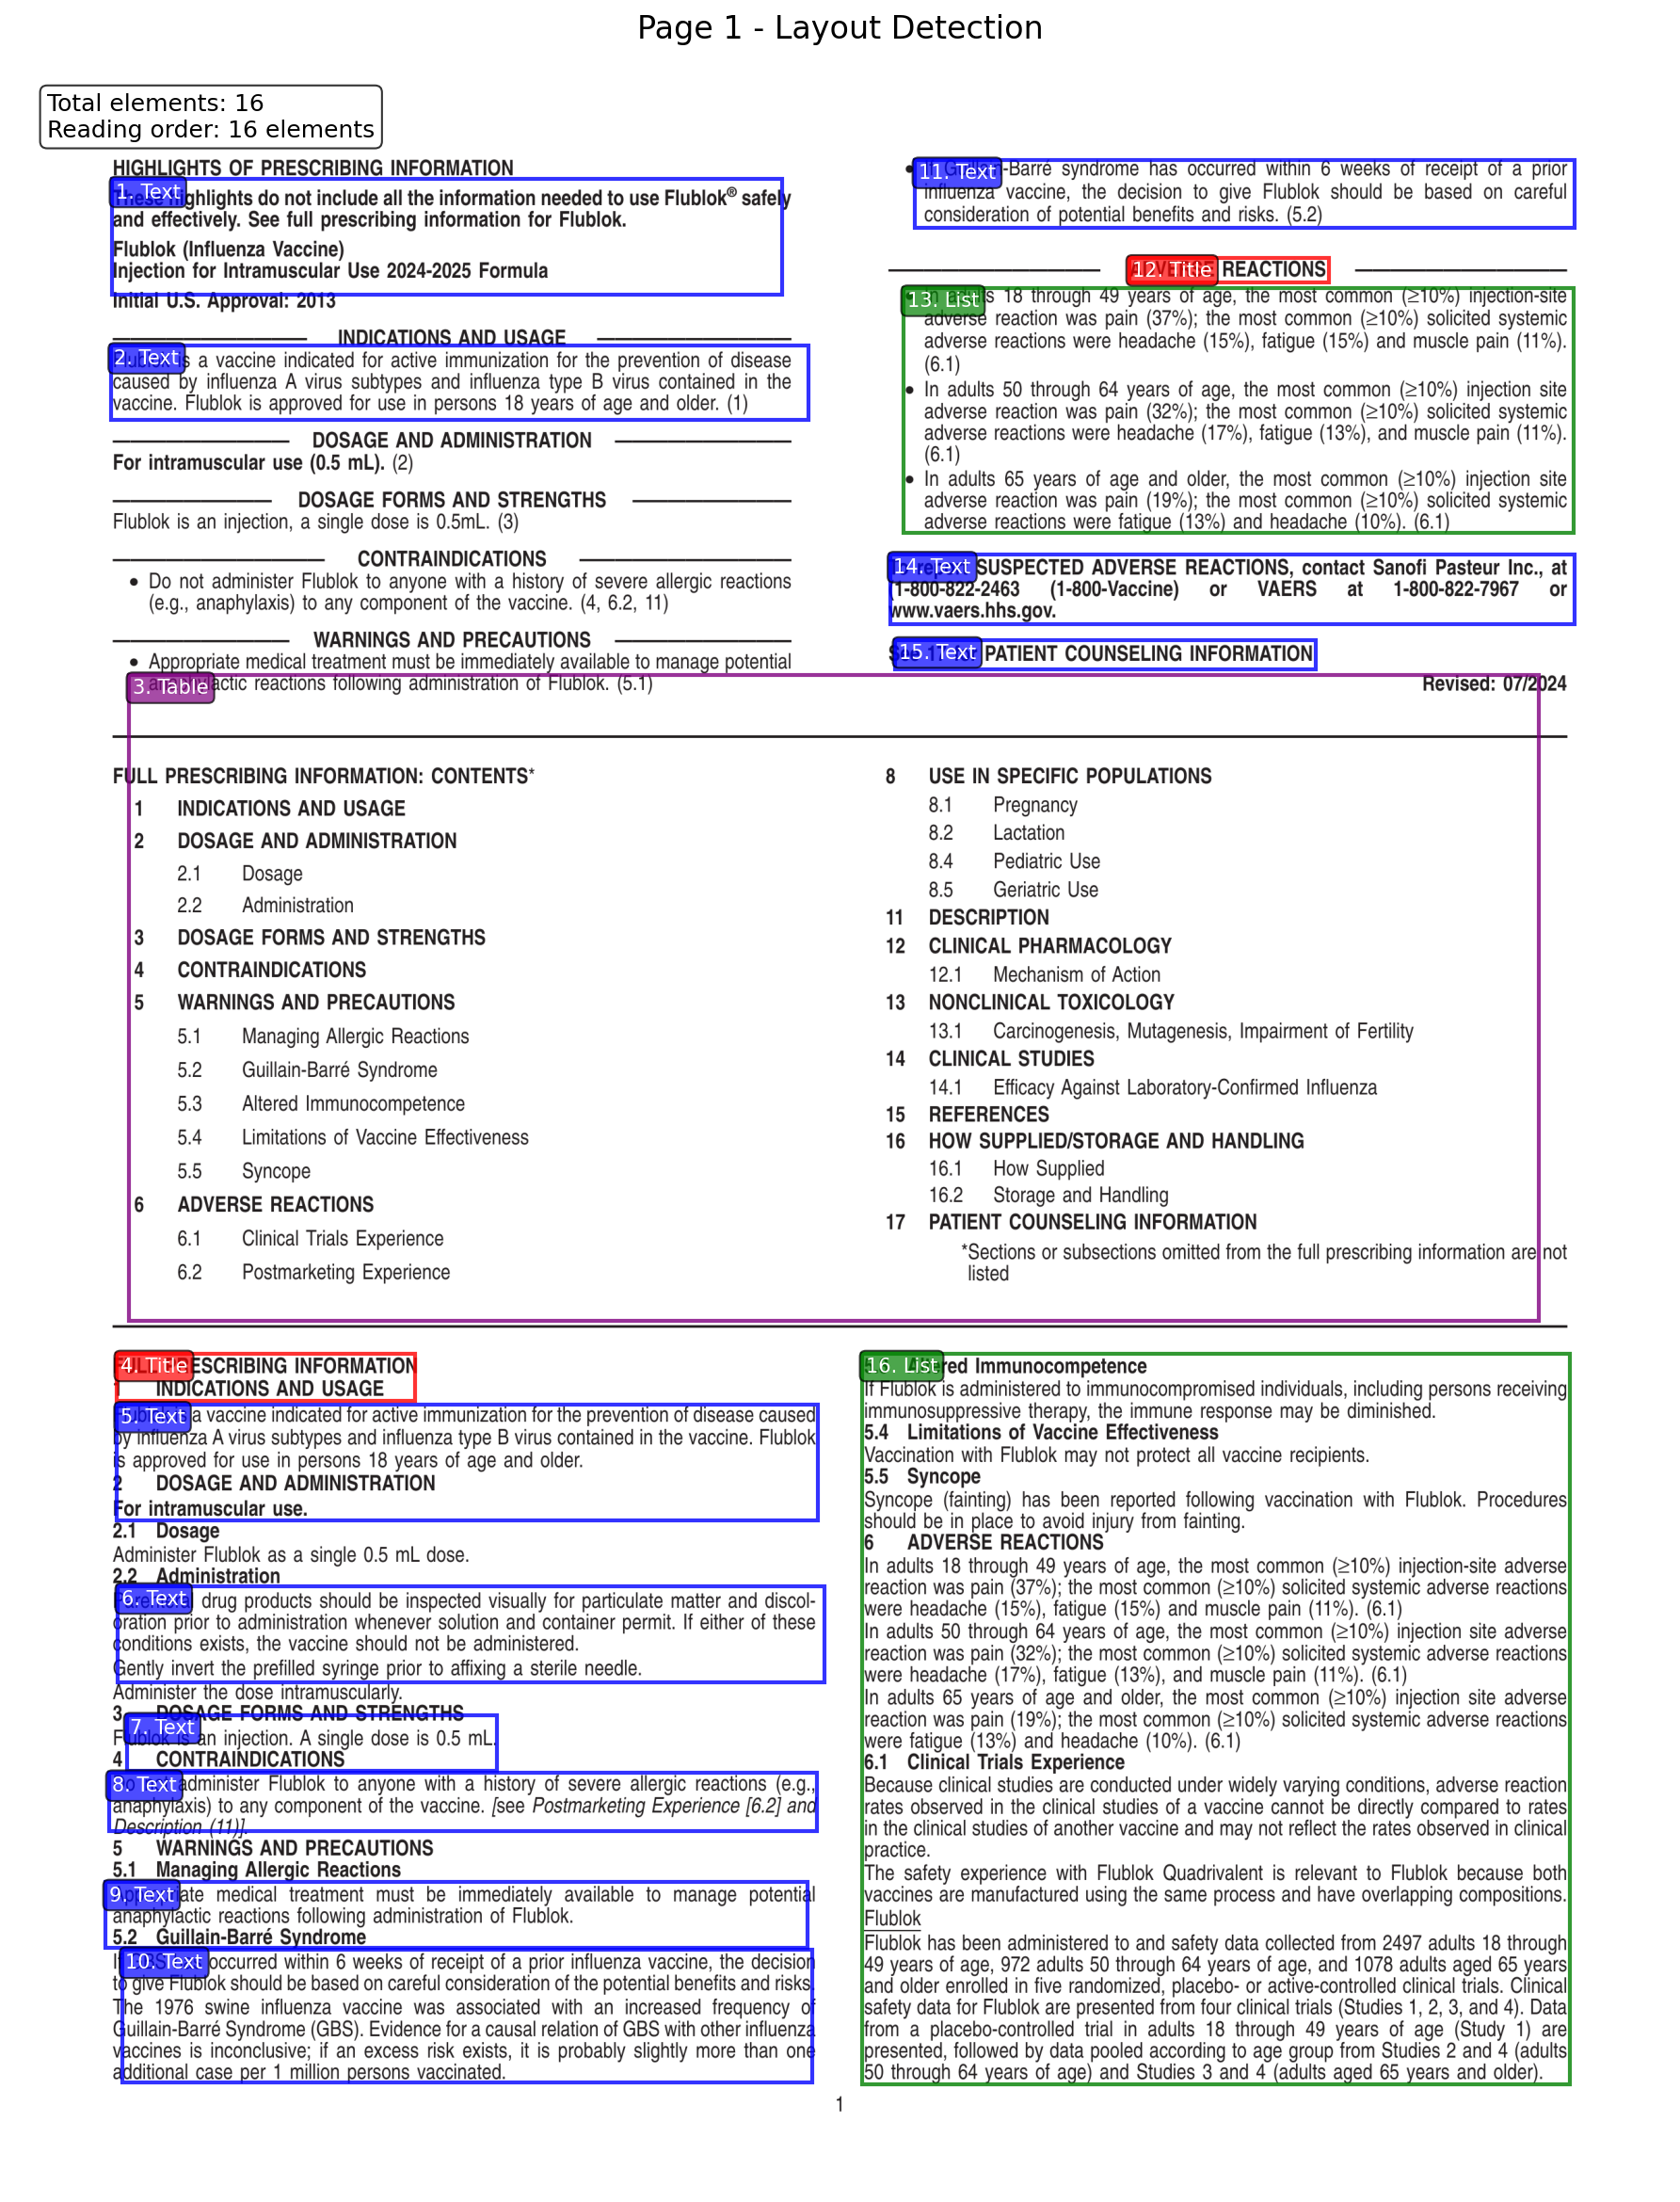 Page 1 - Layout Detection
Total elements: 16
Reading order: 16 elements
HIGHLIGHTS OF PRESCRIBING INFORMATION
1. Text
These highlights do not include all the information needed to use Flublok® safely
and effectively. See full prescribing information for Flublok.
Flublok (Influenza Vaccine)
Injection for Intramuscular Use 2024-2025 Formula
Initial U.S. Approval: 2013
INDICATIONS AND USAGE
2. Text
is a vaccine indicated for active immunization for the prevention of disease
caused by influenza A virus subtypes and influenza type B virus contained in the
vaccine. Flublok is approved for use in persons 18 years of age and older. (1)
DOSAGE AND ADMINISTRATION
For intramuscular use (0.5 mL). (2)
DOSAGE FORMS AND STRENGTHS
Flublok is an injection, a single dose is 0.5mL. (3)
CONTRAINDICATIONS
• Do not administer Flublok to anyone with a history of severe allergic reactions
(e.g., anaphylaxis) to any component of the vaccine. (4, 6.2, 11)
WARNINGS AND PRECAUTIONS
• Appropriate medical treatment must be immediately available to manage potential
3. Table
anaphylactic reactions following administration of Flublok. (5.1)
11. Text
• Guillain-Barré syndrome has occurred within 6 weeks of receipt of a prior
influenza vaccine, the decision to give Flublok should be based on careful
consideration of potential benefits and risks. (5.2)
12. Title
ADVERSE REACTIONS
13. List
18 through 49 years of age, the most common (≥10%) injection-site
adverse reaction was pain (37%); the most common (≥10%) solicited systemic
adverse reactions were headache (15%), fatigue (15%) and muscle pain (11%).
(6.1)
• In adults 50 through 64 years of age, the most common (≥10%) injection site
adverse reaction was pain (32%); the most common (≥10%) solicited systemic
adverse reactions were headache (17%), fatigue (13%), and muscle pain (11%).
(6.1)
• In adults 65 years of age and older, the most common (≥10%) injection site
adverse reaction was pain (19%); the most common (≥10%) solicited systemic
adverse reactions were fatigue (13%) and headache (10%). (6.1)
14. Text
SUSPECTED ADVERSE REACTIONS, contact Sanofi Pasteur Inc., at
(1-800-822-2463 (1-800-Vaccine) or VAERS at 1-800-822-7967 or
www.vaers.hhs.gov.
15. Text
PATIENT COUNSELING INFORMATION
Revised: 07/2024
FULL PRESCRIBING INFORMATION: CONTENTS*
1 INDICATIONS AND USAGE
2 DOSAGE AND ADMINISTRATION
2.1 Dosage
2.2 Administration
3 DOSAGE FORMS AND STRENGTHS
4 CONTRAINDICATIONS
5 WARNINGS AND PRECAUTIONS
5.1 Managing Allergic Reactions
5.2 Guillain-Barré Syndrome
5.3 Altered Immunocompetence
5.4 Limitations of Vaccine Effectiveness
5.5 Syncope
6 ADVERSE REACTIONS
6.1 Clinical Trials Experience
6.2 Postmarketing Experience
8 USE IN SPECIFIC POPULATIONS
8.1 Pregnancy
8.2 Lactation
8.4 Pediatric Use
8.5 Geriatric Use
11 DESCRIPTION
12 CLINICAL PHARMACOLOGY
12.1 Mechanism of Action
13 NONCLINICAL TOXICOLOGY
13.1 Carcinogenesis, Mutagenesis, Impairment of Fertility
14 CLINICAL STUDIES
14.1 Efficacy Against Laboratory-Confirmed Influenza
15 REFERENCES
16 HOW SUPPLIED/STORAGE AND HANDLING
16.1 How Supplied
16.2 Storage and Handling
17 PATIENT COUNSELING INFORMATION
*Sections or subsections omitted from the full prescribing information are not
listed
4. Title
PRESCRIBING INFORMATION
1 INDICATIONS AND USAGE
5. Text
a vaccine indicated for active immunization for the prevention of disease caused
by influenza A virus subtypes and influenza type B virus contained in the vaccine. Flublok
is approved for use in persons 18 years of age and older.
2 DOSAGE AND ADMINISTRATION
For intramuscular use.
2.1 Dosage
Administer Flublok as a single 0.5 mL dose.
2.2 Administration
6. Text
drug products should be inspected visually for particulate matter and discol-
oration prior to administration whenever solution and container permit. If either of these
conditions exists, the vaccine should not be administered.
Gently invert the prefilled syringe prior to affixing a sterile needle.
Administer the dose intramuscularly.
3 DOSAGE FORMS AND STRENGTHS
7. Text
Flublok is an injection. A single dose is 0.5 mL.
4 CONTRAINDICATIONS
8. Text
administer Flublok to anyone with a history of severe allergic reactions (e.g.,
anaphylaxis) to any component of the vaccine. [see Postmarketing Experience [6.2] and
Description (11)].
5 WARNINGS AND PRECAUTIONS
5.1 Managing Allergic Reactions
9. Text
Appropriate medical treatment must be immediately available to manage potential
anaphylactic reactions following administration of Flublok.
5.2 Guillain-Barré Syndrome
10. Text
If GBS occurred within 6 weeks of receipt of a prior influenza vaccine, the decision
to give Flublok should be based on careful consideration of the potential benefits and risks.
The 1976 swine influenza vaccine was associated with an increased frequency of
Guillain-Barré Syndrome (GBS). Evidence for a causal relation of GBS with other influenza
vaccines is inconclusive; if an excess risk exists, it is probably slightly more than one
additional case per 1 million persons vaccinated.
16. List
Altered Immunocompetence
If Flublok is administered to immunocompromised individuals, including persons receiving
immunosuppressive therapy, the immune response may be diminished.
5.4 Limitations of Vaccine Effectiveness
Vaccination with Flublok may not protect all vaccine recipients.
5.5 Syncope
Syncope (fainting) has been reported following vaccination with Flublok. Procedures
should be in place to avoid injury from fainting.
6 ADVERSE REACTIONS
In adults 18 through 49 years of age, the most common (≥10%) injection-site adverse
reaction was pain (37%); the most common (≥10%) solicited systemic adverse reactions
were headache (15%), fatigue (15%) and muscle pain (11%). (6.1)
In adults 50 through 64 years of age, the most common (≥10%) injection site adverse
reaction was pain (32%); the most common (≥10%) solicited systemic adverse reactions
were headache (17%), fatigue (13%), and muscle pain (11%). (6.1)
In adults 65 years of age and older, the most common (≥10%) injection site adverse
reaction was pain (19%); the most common (≥10%) solicited systemic adverse reactions
were fatigue (13%) and headache (10%). (6.1)
6.1 Clinical Trials Experience
Because clinical studies are conducted under widely varying conditions, adverse reaction
rates observed in the clinical studies of a vaccine cannot be directly compared to rates
in the clinical studies of another vaccine and may not reflect the rates observed in clinical
practice.
The safety experience with Flublok Quadrivalent is relevant to Flublok because both
vaccines are manufactured using the same process and have overlapping compositions.
Flublok
Flublok has been administered to and safety data collected from 2497 adults 18 through
49 years of age, 972 adults 50 through 64 years of age, and 1078 adults aged 65 years
and older enrolled in five randomized, placebo- or active-controlled clinical trials. Clinical
safety data for Flublok are presented from four clinical trials (Studies 1, 2, 3, and 4). Data
from a placebo-controlled trial in adults 18 through 49 years of age (Study 1) are
presented, followed by data pooled according to age group from Studies 2 and 4 (adults
50 through 64 years of age) and Studies 3 and 4 (adults aged 65 years and older).
1